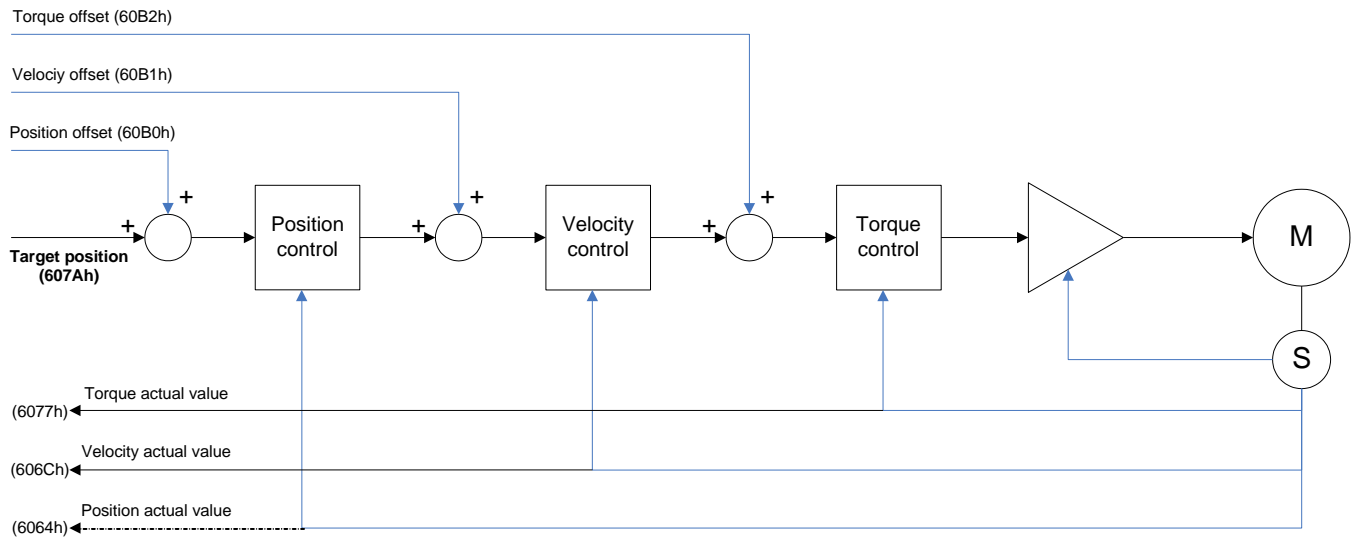 Torque offset (60B2h)
Velociy offset (60B1h)
Position offset (60B0h)
+
+
+
+
+
+
Position
control
Velocity
control
Torque
control
M
Target position
(607Ah)
S
Torque actual value
(6077h)
Velocity actual value
(606Ch)
Position actual value
(6064h)